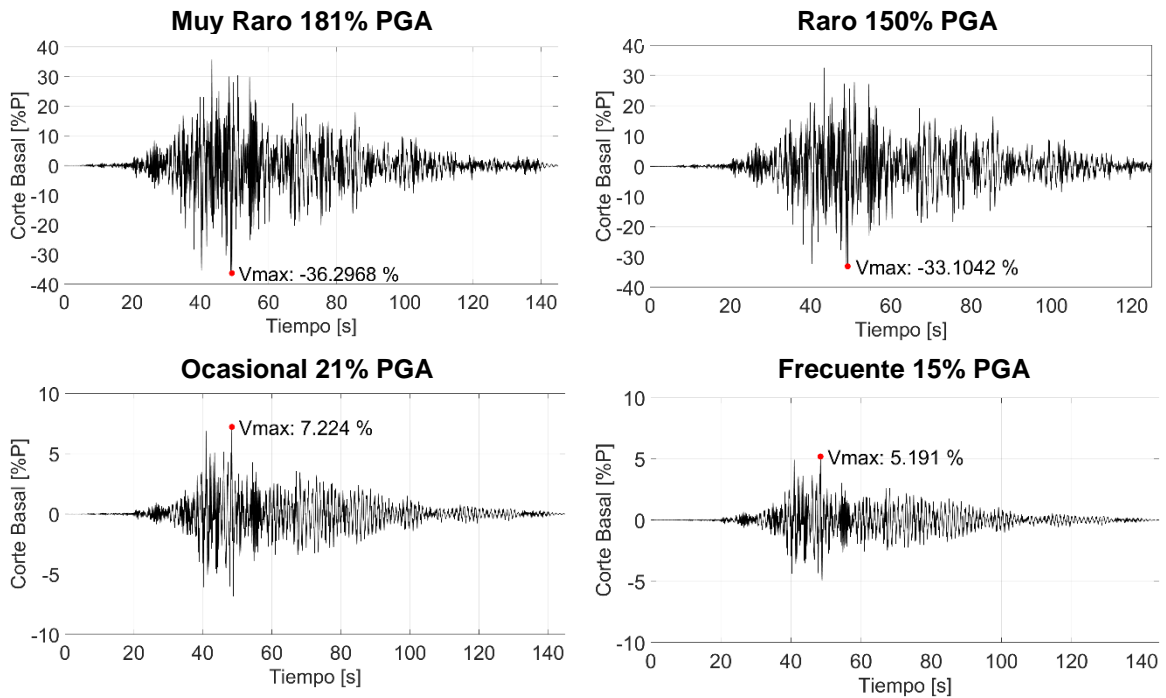 Muy Raro 181% PGA
Corte Basal [%P]
40
30
20
10
0
-10
-20
-30
-40
Vmax: -36.2968 %
0 20 40 60 80 100 120 140
Tiempo [s]
Raro 150% PGA
Corte Basal [%P]
40
30
20
10
0
-10
-20
-30
-40
Vmax: -33.1042 %
0 20 40 60 80 100 120
Tiempo [s]
Ocasional 21% PGA
Corte Basal [%P]
10
5
0
-5
-10
Vmax: 7.224 %
0 20 40 60 80 100 120 140
Tiempo [s]
Frecuente 15% PGA
Corte Basal [%P]
10
5
0
-5
-10
Vmax: 5.191 %
0 20 40 60 80 100 120 140
Tiempo [s]